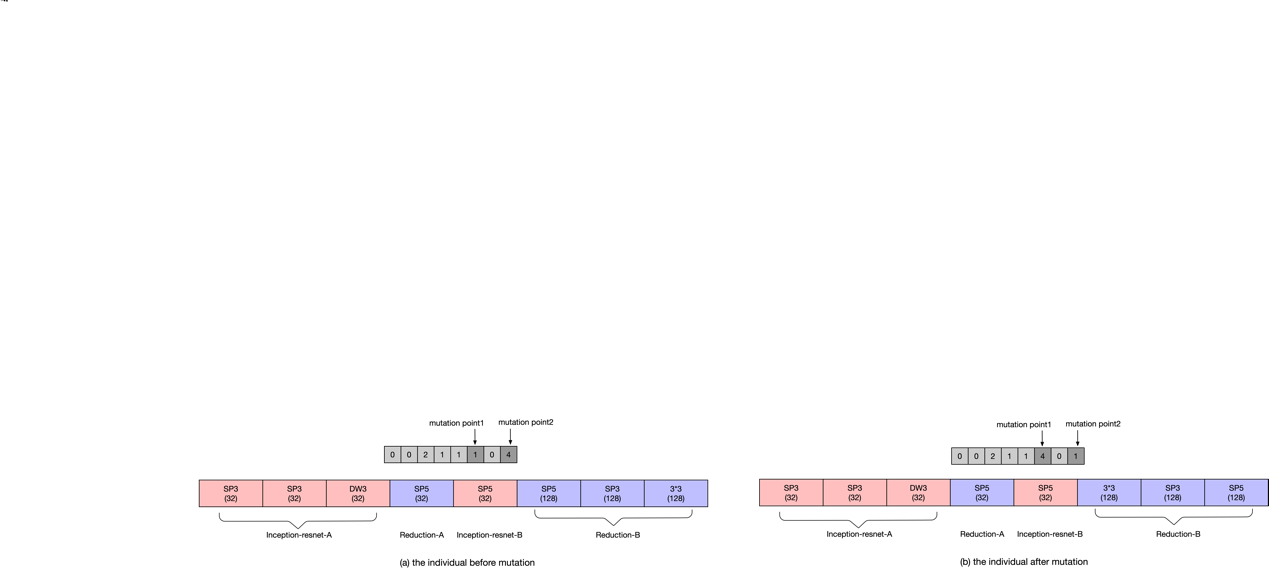 mutation point1 mutation point2
0 0 2 1 1 1 0 4
SP3 SP3 DW3 SP5 SP5 SP5 SP3 3*3
(32) (32) (32) (32) (32) (128) (128) (128)
Inception-resnet-A Reduction-A Inception-resnet-B Reduction-B
(a) the individual before mutation
mutation point1 mutation point2
0 0 2 1 1 4 0 1
SP3 SP3 DW3 SP5 SP5 3*3 SP3 SP5
(32) (32) (32) (32) (32) (128) (128) (128)
Inception-resnet-A Reduction-A Inception-resnet-B Reduction-B
(b) the individual after mutation